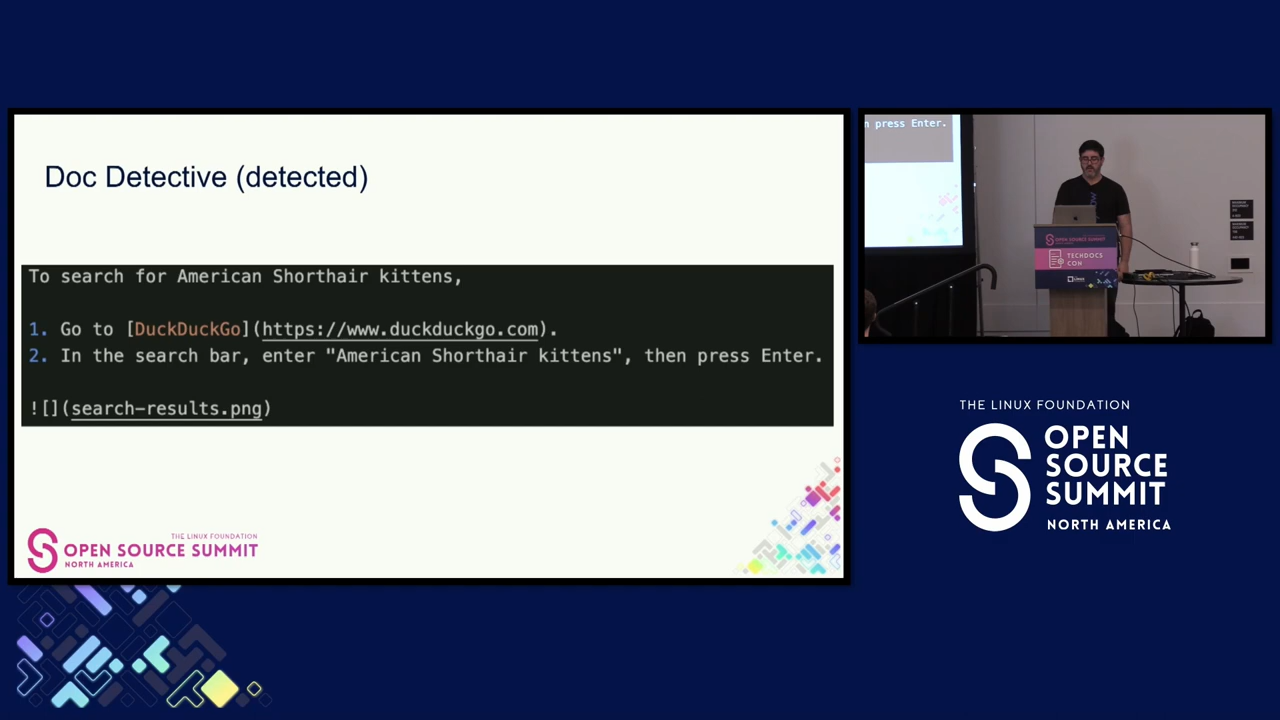 Doc Detective (detected)
To search for American Shorthair kittens,
1. Go to [DuckDuckGo](https://www.duckduckgo.com).
2. In the search bar, enter "American Shorthair kittens", then press Enter.
![](search-results.png)
THE LINUX FOUNDATION
OPEN SOURCE SUMMIT
NORTH AMERICA
n press Enter.
OPEN SOURCE SUMMIT
TECHDOCS
CON
THE LINUX FOUNDATION
OPEN
SOURCE
SUMMIT
NORTH AMERICA